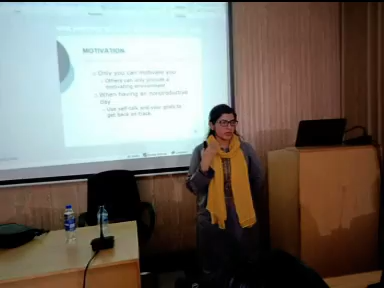 MOTIVATION
Only you can motivate you
- Others can only provide a
motivating environment
When having an nonproductive
day
- Use self-talk and your goals to
get back on track